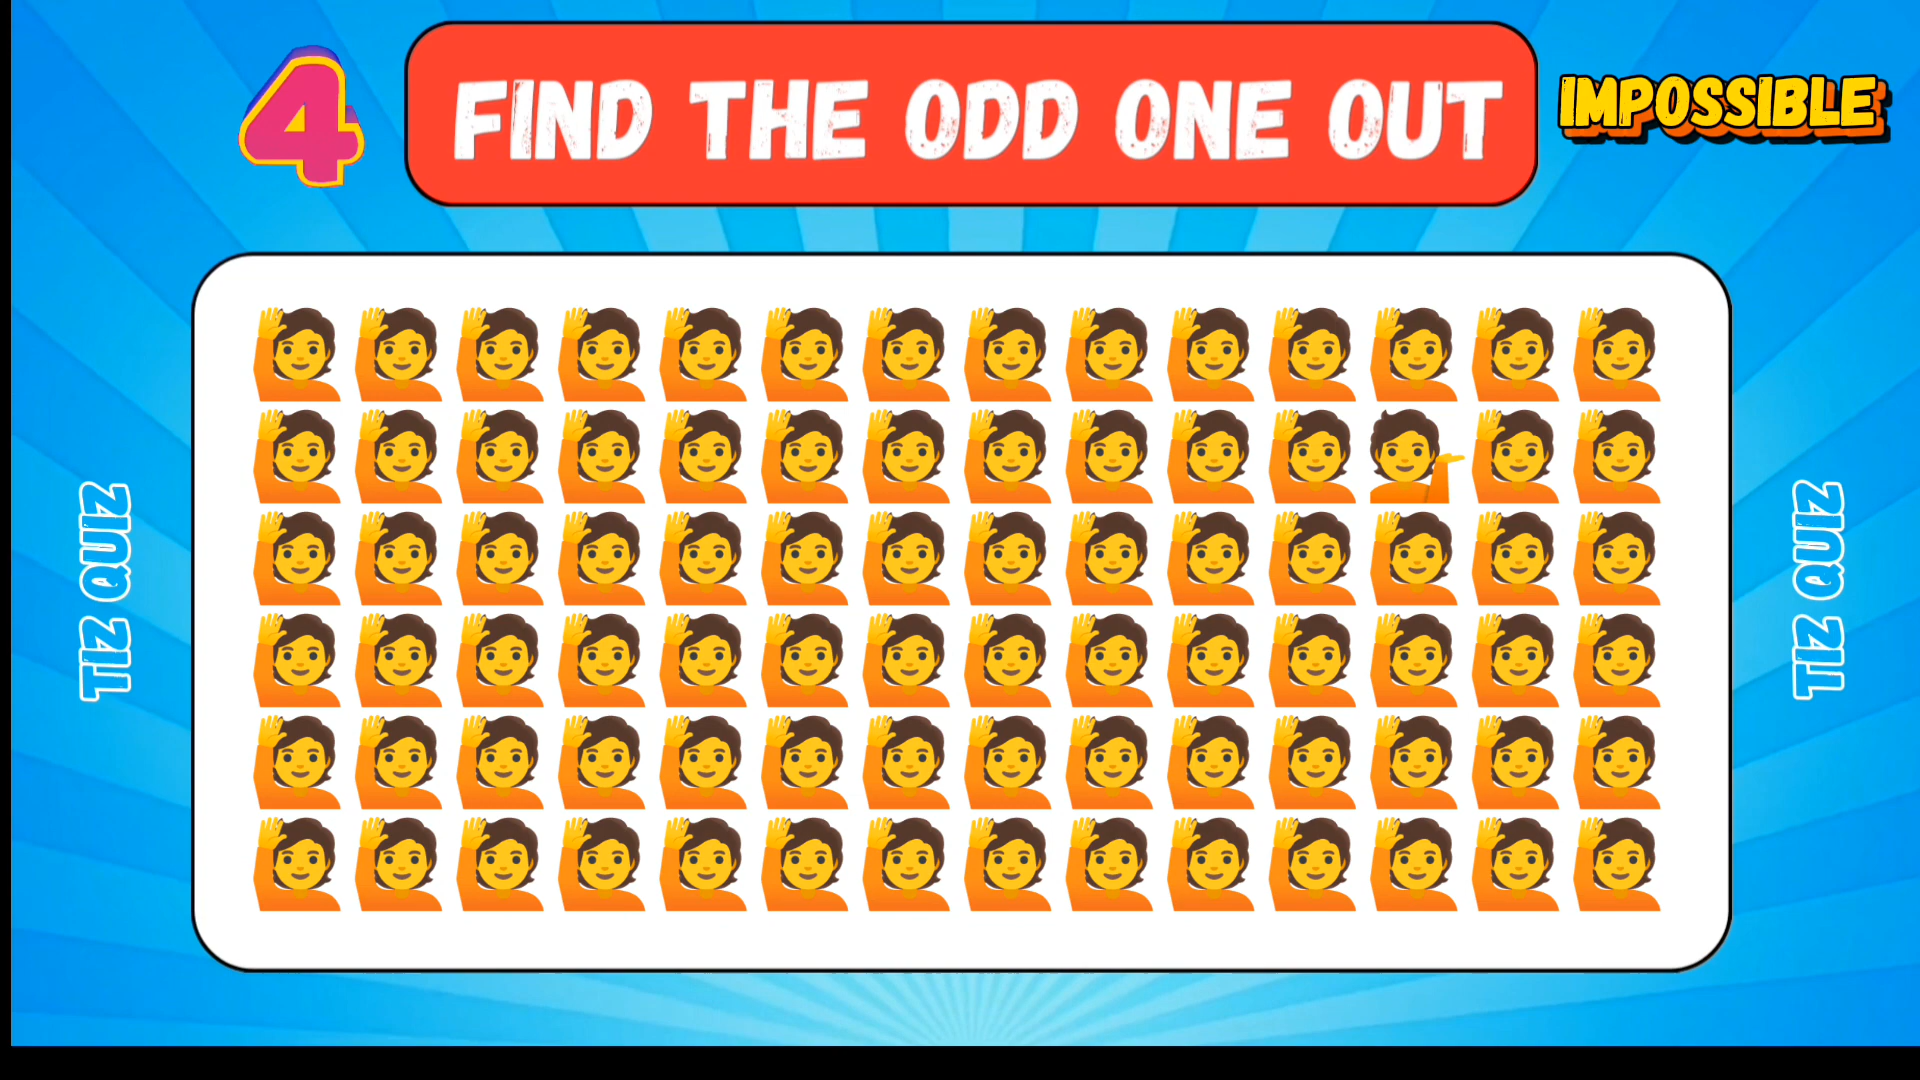 4
FIND THE ODD ONE OUT
IMPOSSIBLE
TIZ QUIZ
TIZ QUIZ